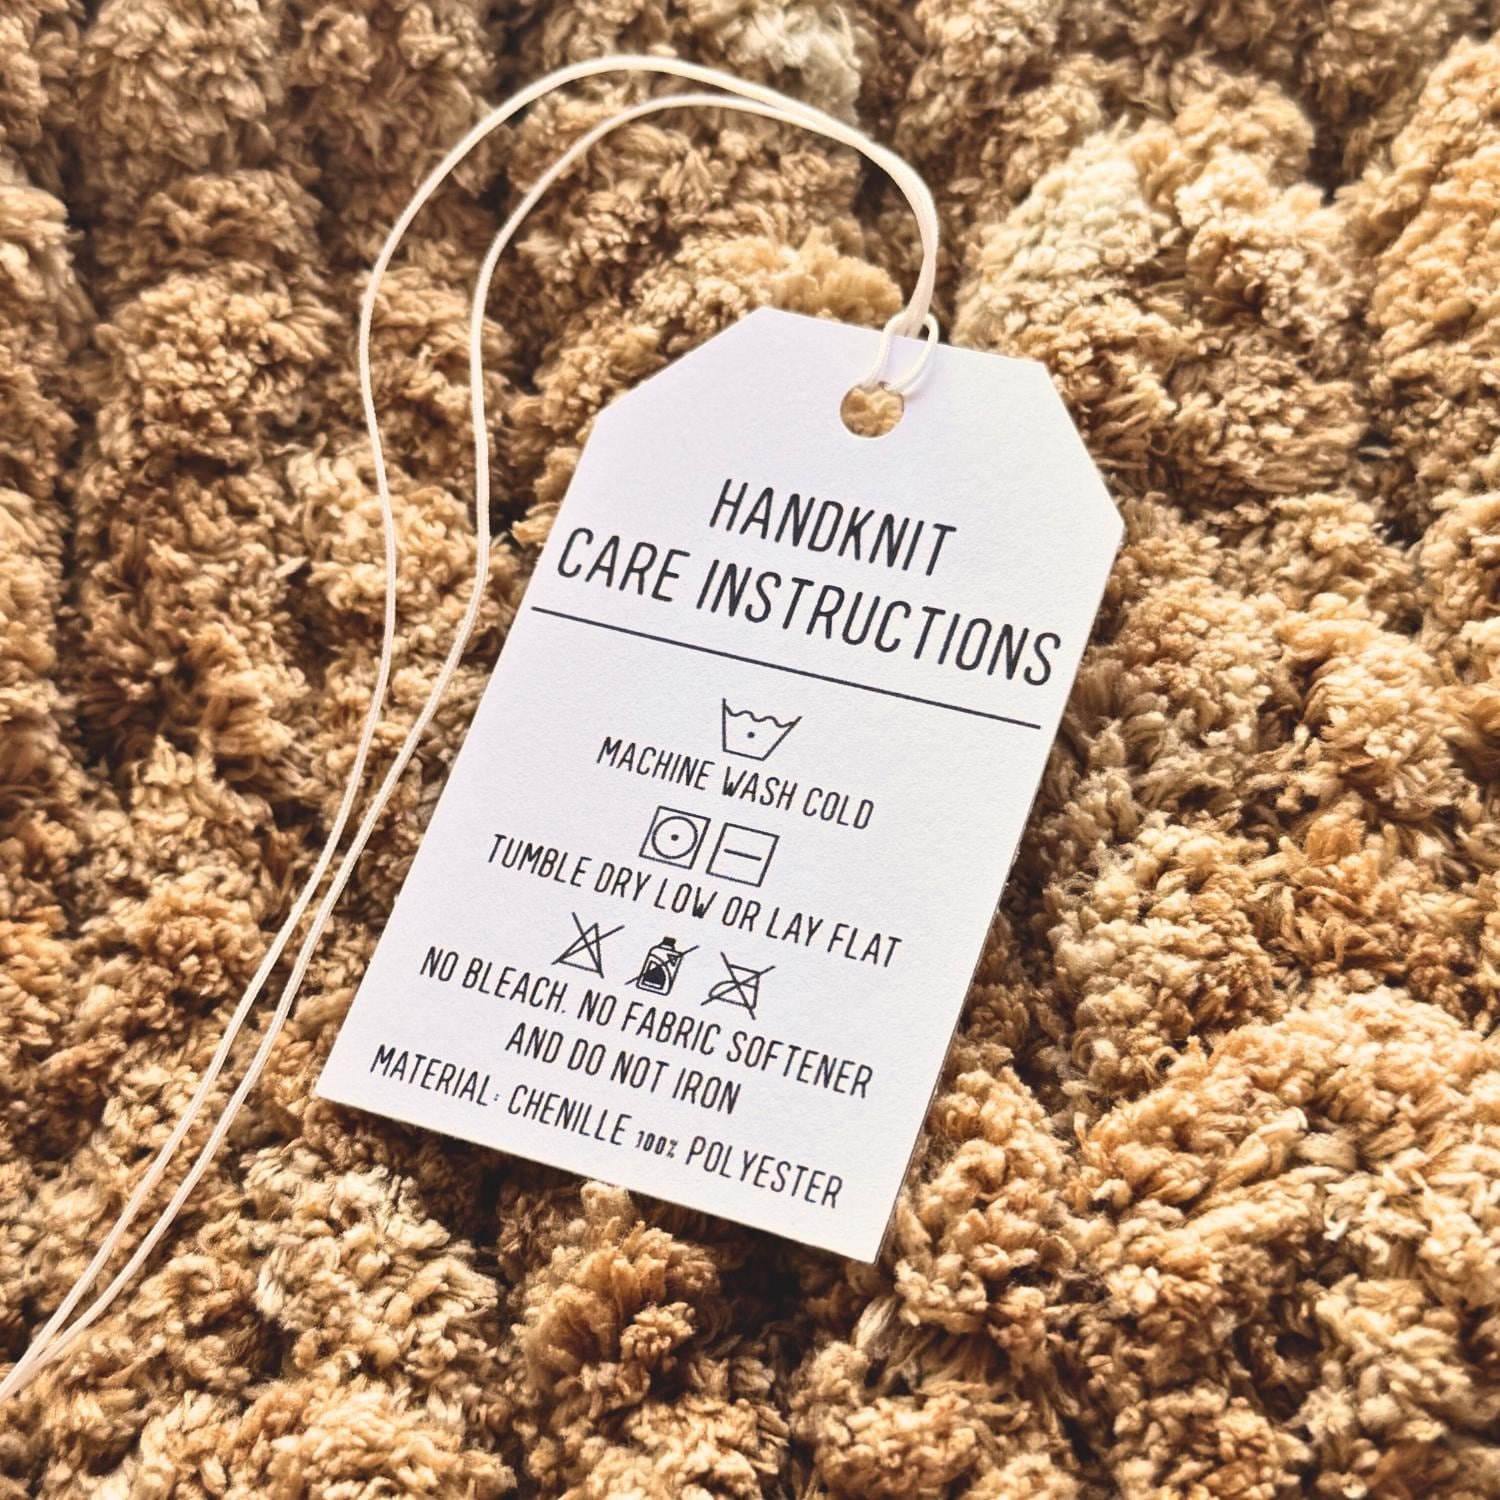 HANDKNIT
CARE INSTRUCTIONS
MACHINE WASH COLD
TUMBLE DRY LOW OR LAY FLAT
NO BLEACH. NO FABRIC SOFTENER
AND DO NOT IRON
MATERIAL: CHENILLE 100% POLYESTER